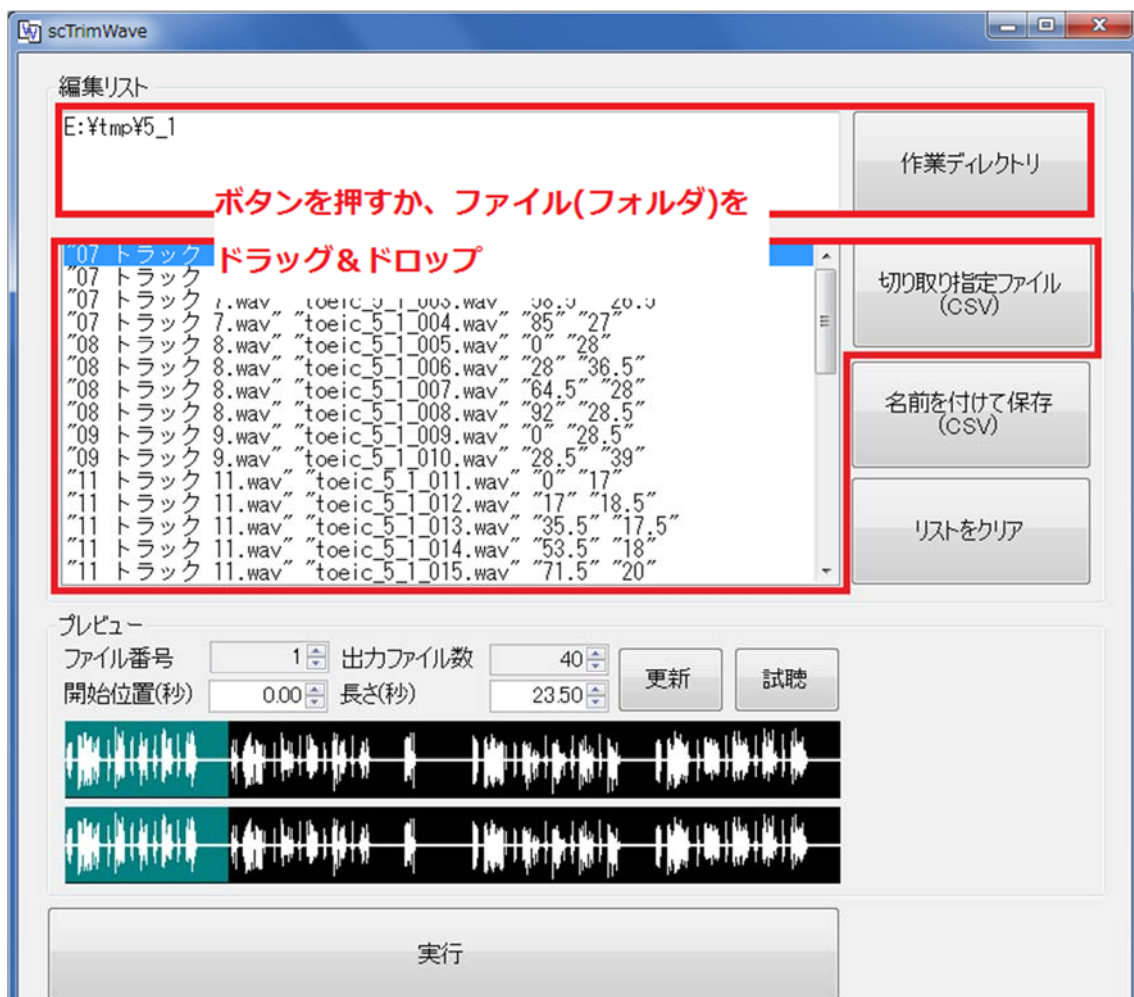 scTrimWave
編集リスト
E:¥tmp¥5_1
作業ディレクトリ
ボタンを押すか、ファイル(フォルダ)を
ドラッグ&ドロップ
"07 トラック
"07 トラック
"07 トラック 7.wav" "toeic_5_1_003.wav" "58.5" "26.5"
"07 トラック 7.wav" "toeic_5_1_004.wav" "85" "27"
"08 トラック 8.wav" "toeic_5_1_005.wav" "0" "28"
"08 トラック 8.wav" "toeic_5_1_006.wav" "28" "36.5"
"08 トラック 8.wav" "toeic_5_1_007.wav" "64.5" "28"
"08 トラック 8.wav" "toeic_5_1_008.wav" "92" "28.5"
"09 トラック 9.wav" "toeic_5_1_009.wav" "0" "28.5"
"09 トラック 9.wav" "toeic_5_1_010.wav" "28.5" "39"
"11 トラック 11.wav" "toeic_5_1_011.wav" "0" "17"
"11 トラック 11.wav" "toeic_5_1_012.wav" "17" "18.5"
"11 トラック 11.wav" "toeic_5_1_013.wav" "35.5" "17.5"
"11 トラック 11.wav" "toeic_5_1_014.wav" "53.5" "18"
"11 トラック 11.wav" "toeic_5_1_015.wav" "71.5" "20"
切り取り指定ファイル
(CSV)
名前を付けて保存
(CSV)
リストをクリア
プレビュー
ファイル番号 1 出力ファイル数 40
開始位置(秒) 0.00 長さ(秒) 23.50
更新
試聴
実行